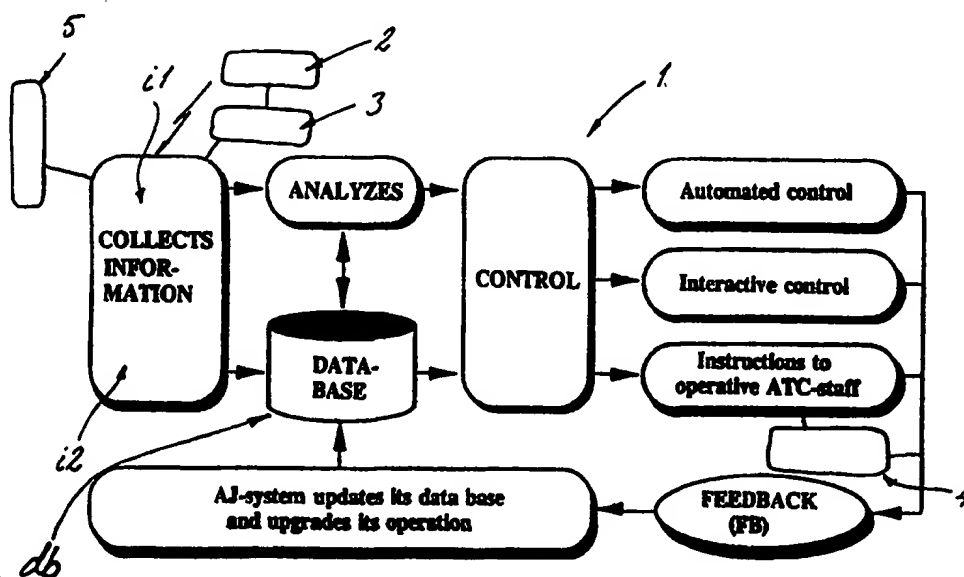 5
i1
2
3
1
ANALYZES
Automated control
COLLECTS
INFOR-
MATION
CONTROL
Interactive control
DATA-
BASE
Instructions to
operative ATC-staff
i2
AJ-system updates its data base
and upgrades its operation
FEEDBACK
(FB)
4
db